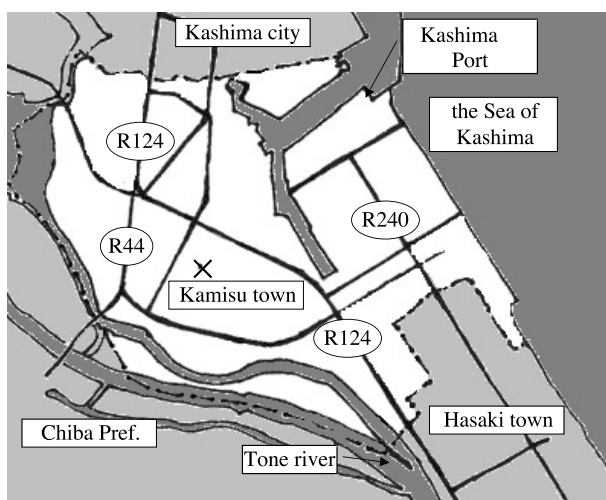 Kashima city
Kashima
Port
the Sea of
Kashima
R124
R240
R44
Kamisu town
R124
Hasaki town
Chiba Pref.
Tone river